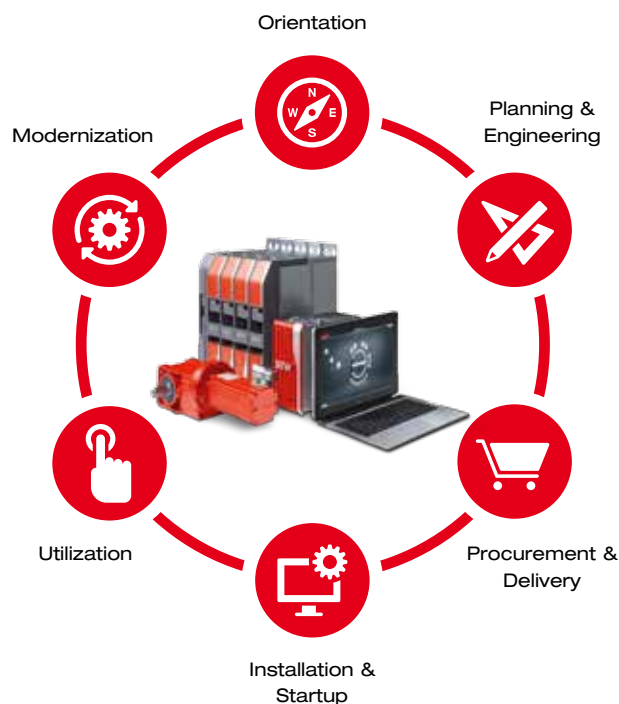 Orientation
N
W E
S
Planning &
Engineering
Modernization
Utilization
Procurement &
Delivery
Installation &
Startup